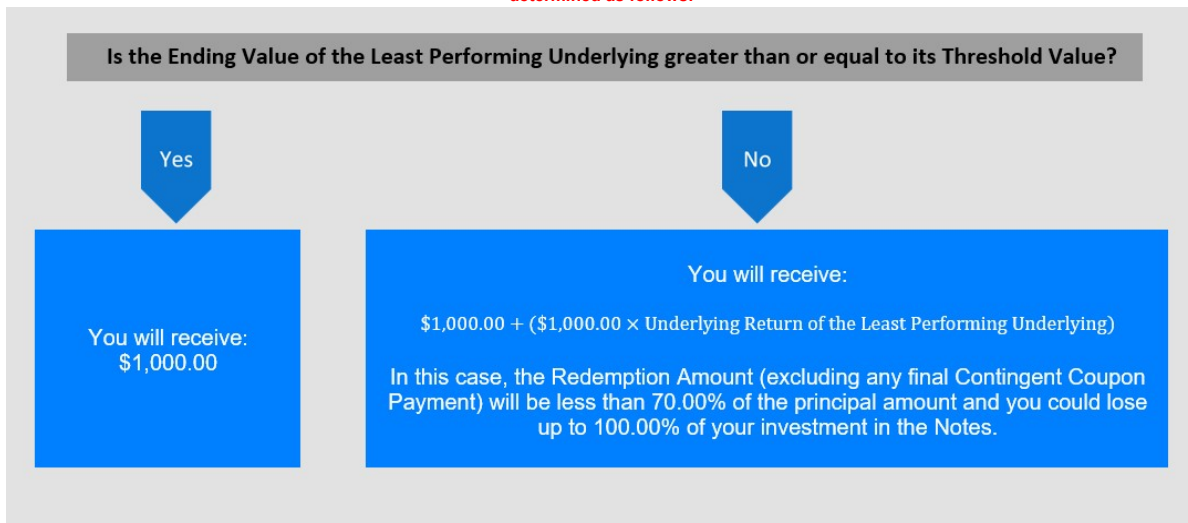 determined as follows:
Is the Ending Value of the Least Performing Underlying greater than or equal to its Threshold Value?
Yes
No
You will receive:
$1,000.00
You will receive:
$1,000.00 + ($1,000.00 × Underlying Return of the Least Performing Underlying)
In this case, the Redemption Amount (excluding any final Contingent Coupon
Payment) will be less than 70.00% of the principal amount and you could lose
up to 100.00% of your investment in the Notes.